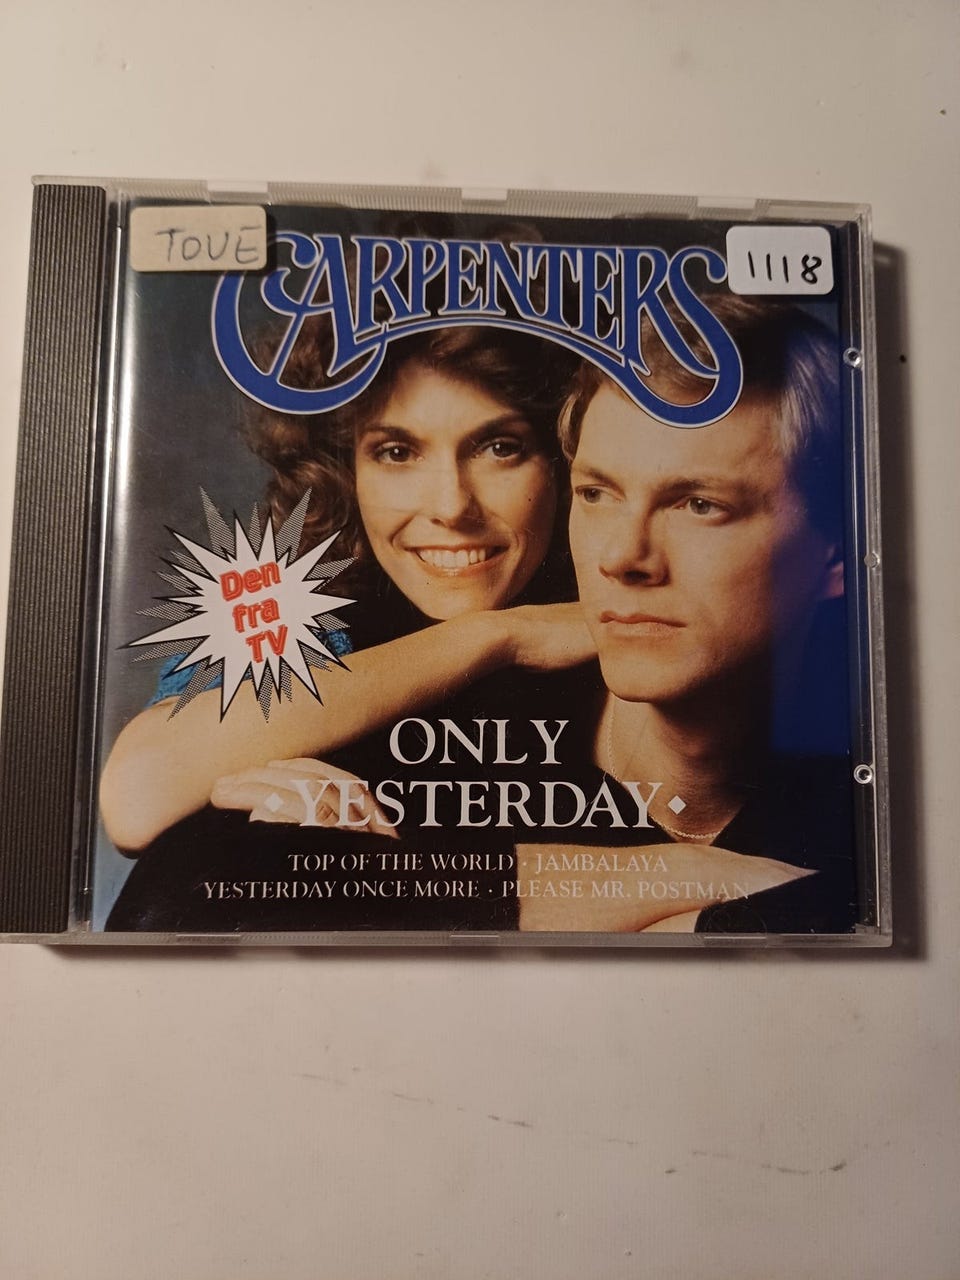 TOVE
1118
CARPENTERS
Den
fra
TV
ONLY
·YESTERDAY·
TOP OF THE WORLD · JAMBALAYA
YESTERDAY ONCE MORE · PLEASE MR. POSTMAN